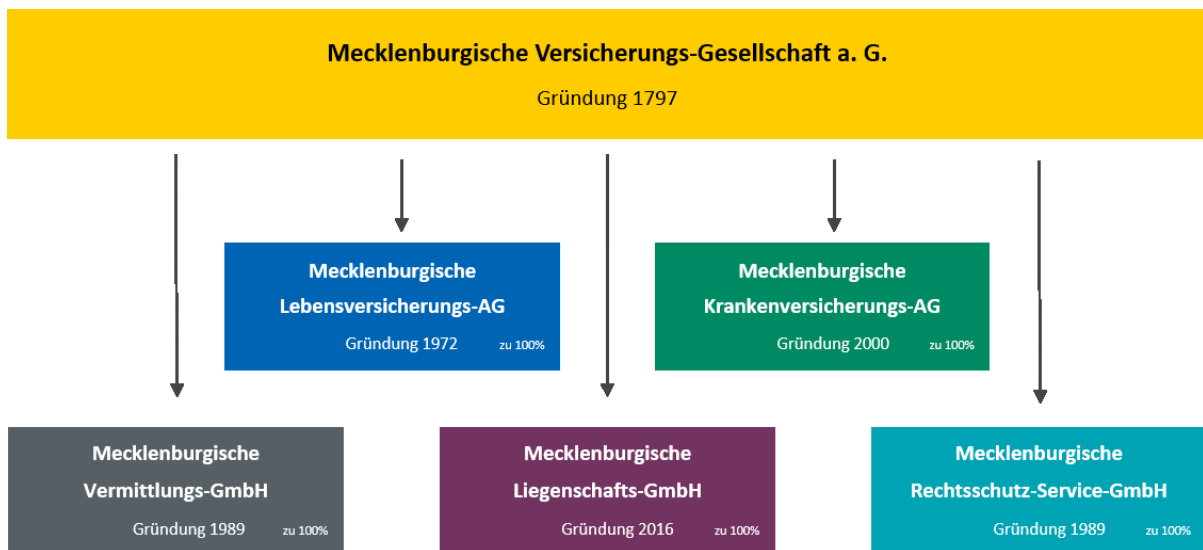 Mecklenburgische Versicherungs-Gesellschaft a. G.
Gründung 1797
Mecklenburgische
Lebensversicherungs-AG
Gründung 1972 zu 100%
Mecklenburgische
Krankenversicherungs-AG
Gründung 2000 zu 100%
Mecklenburgische
Vermittlungs-GmbH
Gründung 1989 zu 100%
Mecklenburgische
Liegenschafts-GmbH
Gründung 2016 zu 100%
Mecklenburgische
Rechtsschutz-Service-GmbH
Gründung 1989 zu 100%